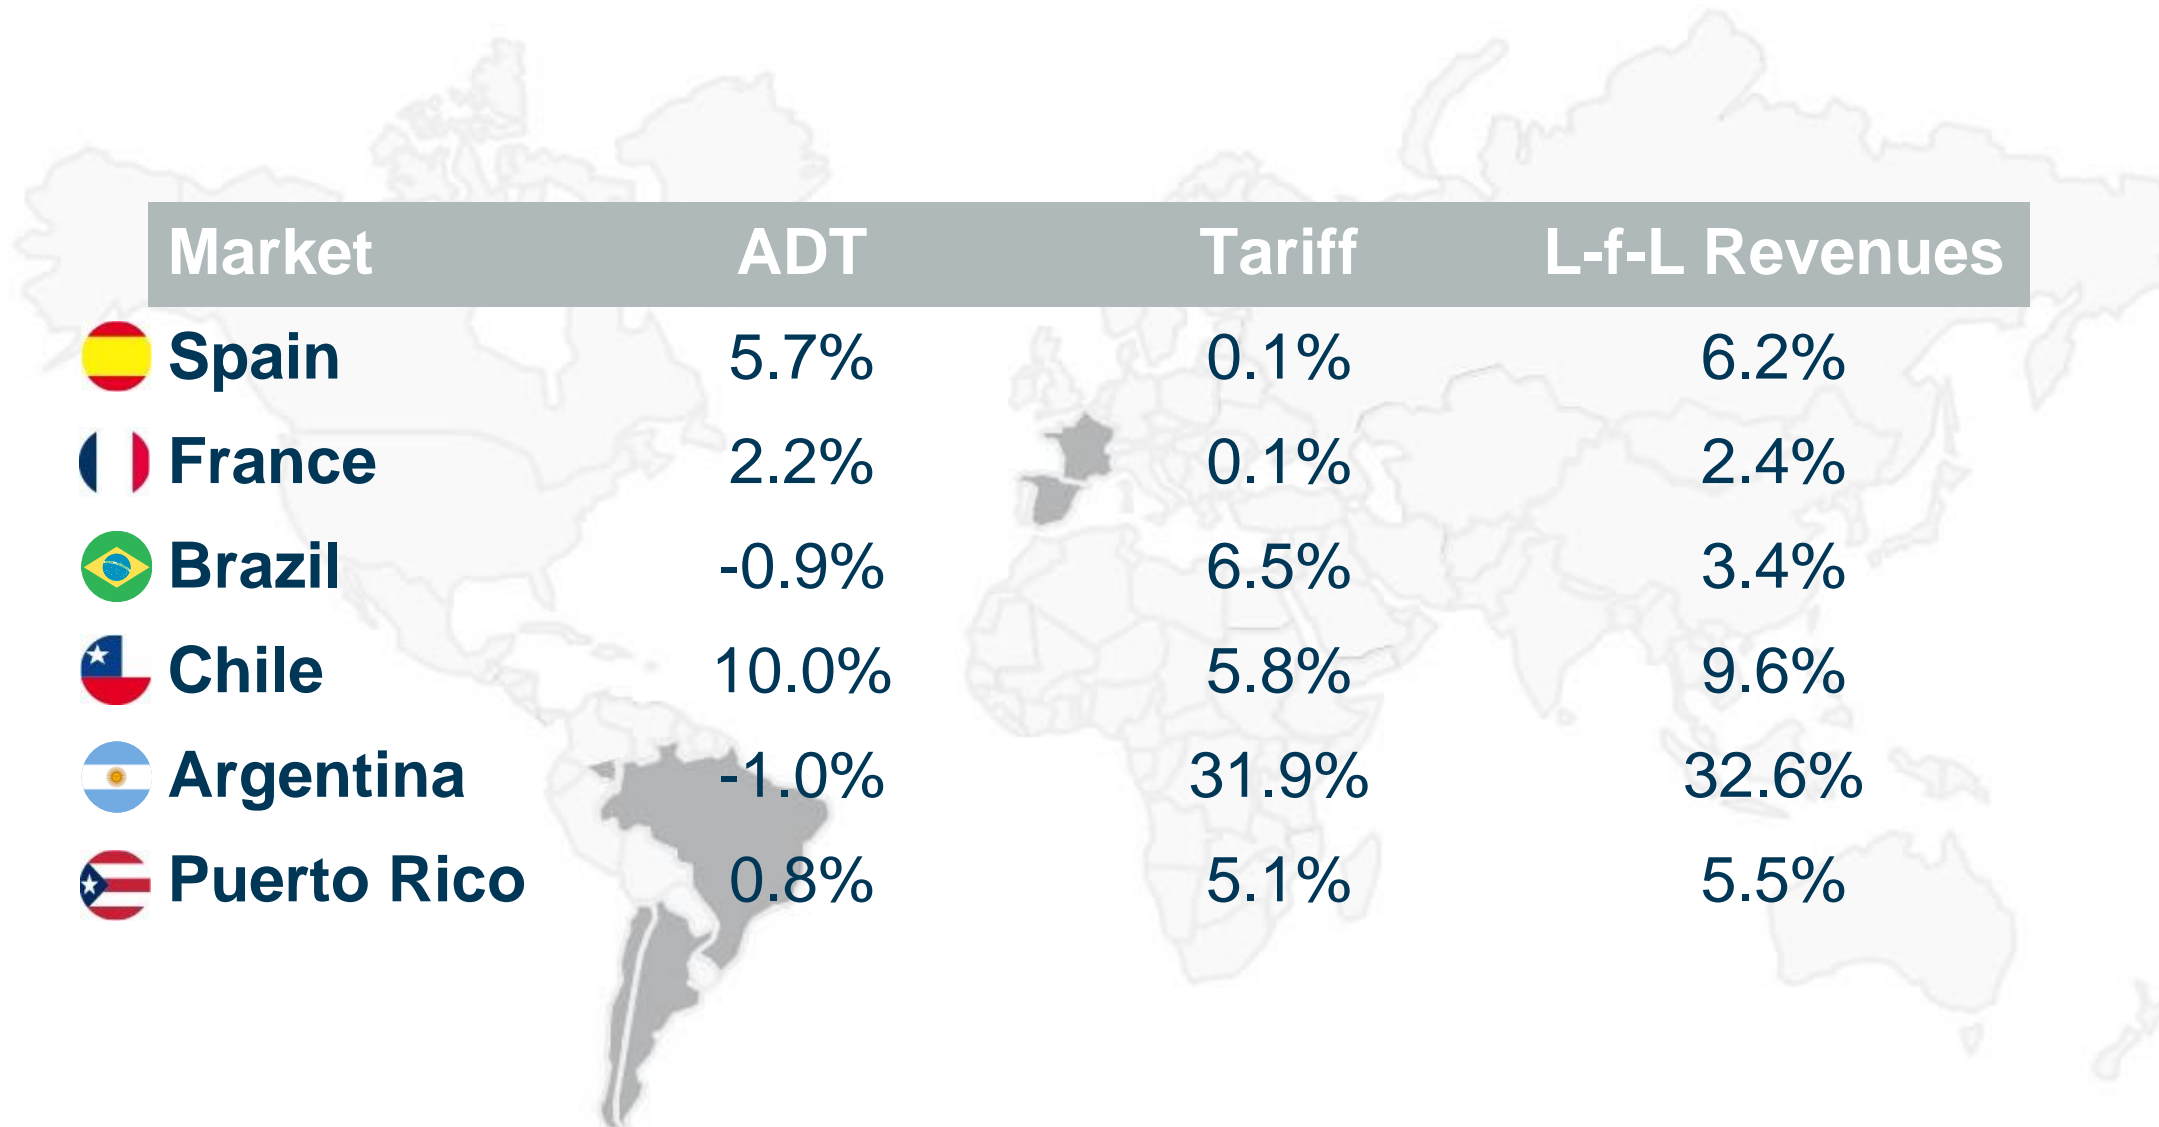 Market ADT Tariff L-f-L Revenues
Spain 5.7% 0.1% 6.2%
France 2.2% 0.1% 2.4%
Brazil -0.9% 6.5% 3.4%
Chile 10.0% 5.8% 9.6%
Argentina -1.0% 31.9% 32.6%
Puerto Rico 0.8% 5.1% 5.5%